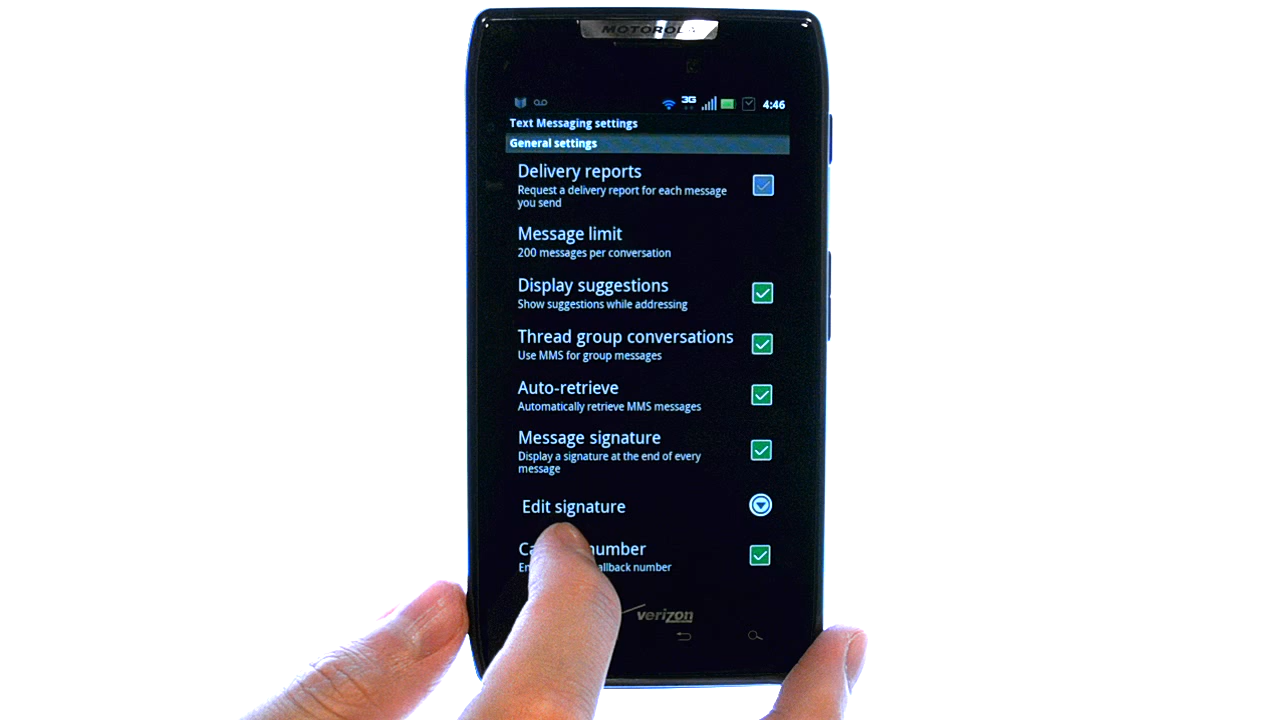 MOTOROLA
3G 4:46
Text Messaging settings
General settings
Delivery reports
Request a delivery report for each message
you send
Message limit
200 messages per conversation
Display suggestions
Show suggestions while addressing
Thread group conversations
Use MMS for group messages
Auto-retrieve
Automatically retrieve MMS messages
Message signature
Display a signature at the end of every
message
Edit signature
number
number
verizon